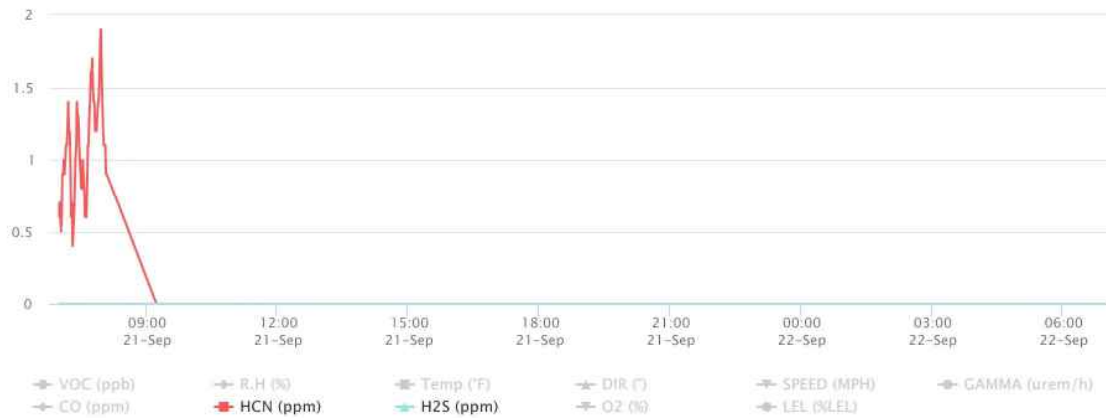 2
1.5
1
0.5
0
09:00 12:00 15:00 18:00 21:00 00:00 03:00 06:00
21-Sep 21-Sep 21-Sep 21-Sep 21-Sep 22-Sep 22-Sep 22-Sep
VOC (ppb) R.H (%) Temp (°F) DIR (°) SPEED (MPH) GAMMA (urem/h)
CO (ppm) HCN (ppm) H2S (ppm) O2 (%) LEL (%LEL)